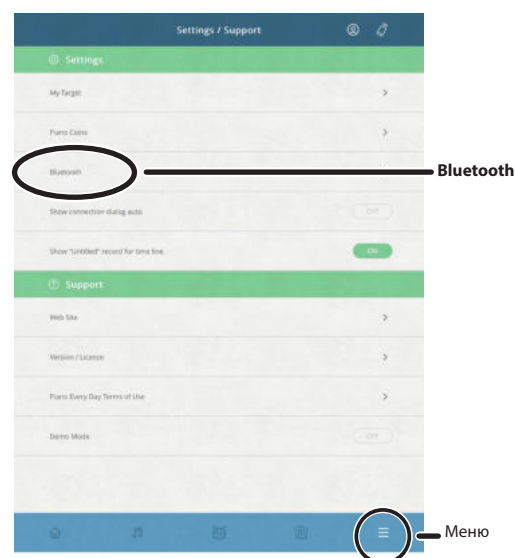 Settings / Support
Settings
My Target
Piano Coins
Bluetooth
Bluetooth
Show connection dialog auto
OFF
Show "Untitled" record for time line.
ON
Support
Web Site
Version / Licence
Piano Every Day Terms of Use
Demo Mode
OFF
Меню